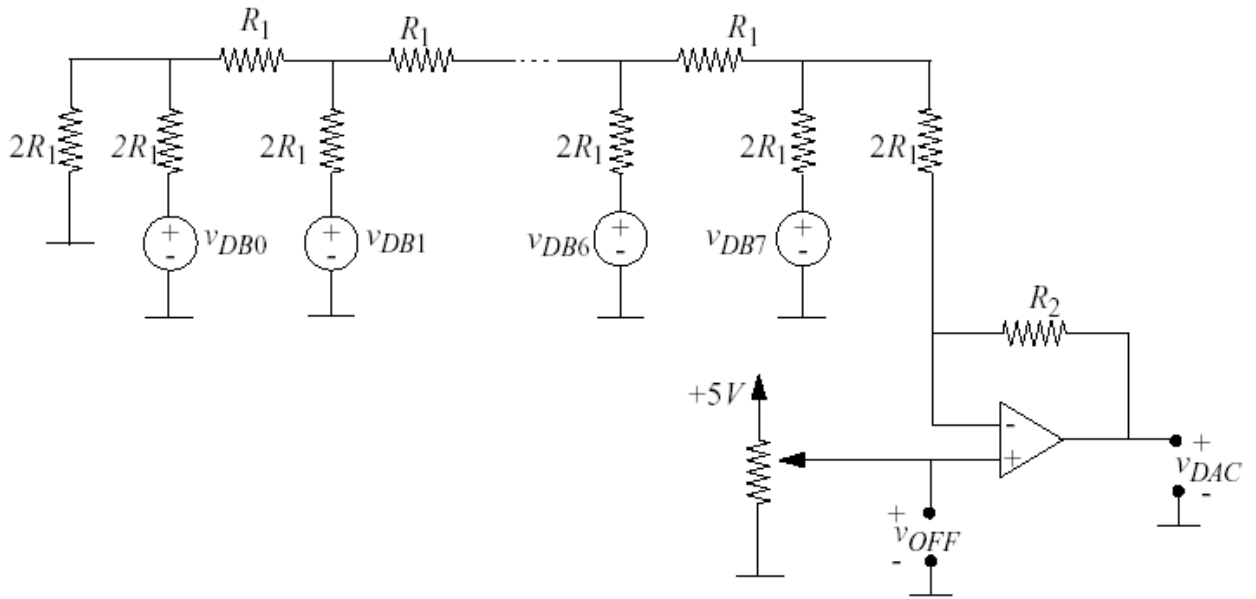 R1 R1 R1
2R1 2R1 2R1 2R1 2R1 2R1
+ + + +
vDB0 vDB1 vDB6 vDB7
- - - -
R2
+5V
-
+
+
vDAC
-
+
vOFF
-